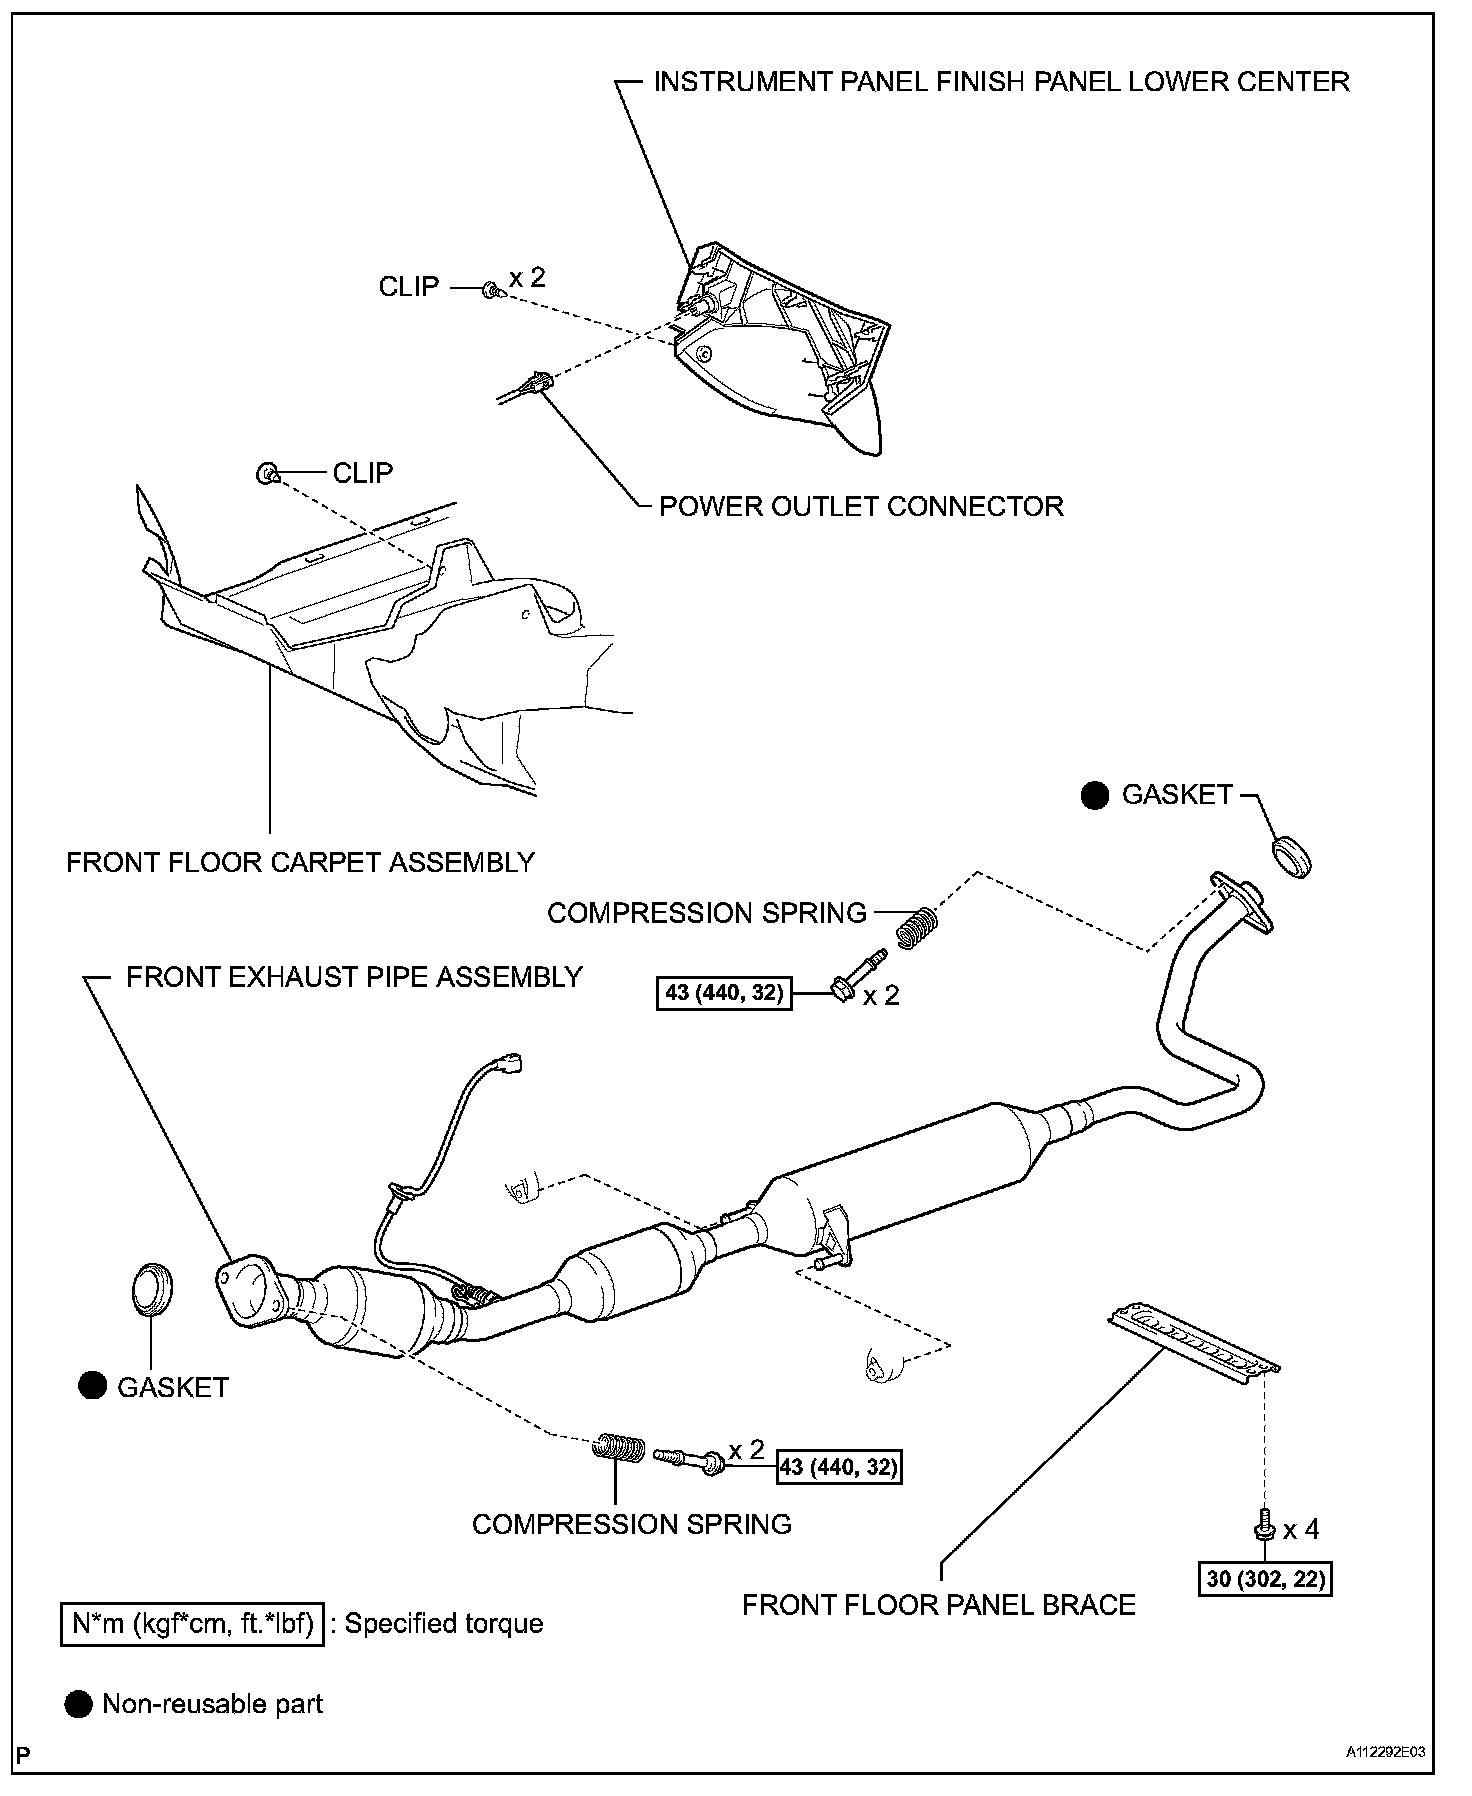 INSTRUMENT PANEL FINISH PANEL LOWER CENTER
CLIP
x 2
CLIP
POWER OUTLET CONNECTOR
FRONT FLOOR CARPET ASSEMBLY
GASKET
COMPRESSION SPRING
FRONT EXHAUST PIPE ASSEMBLY
43 (440, 32)
x 2
GASKET
x 2
43 (440, 32)
COMPRESSION SPRING
x 4
30 (302, 22)
FRONT FLOOR PANEL BRACE
N*m (kgf*cm, ft.*lbf) : Specified torque
Non-reusable part
P
A112292E03